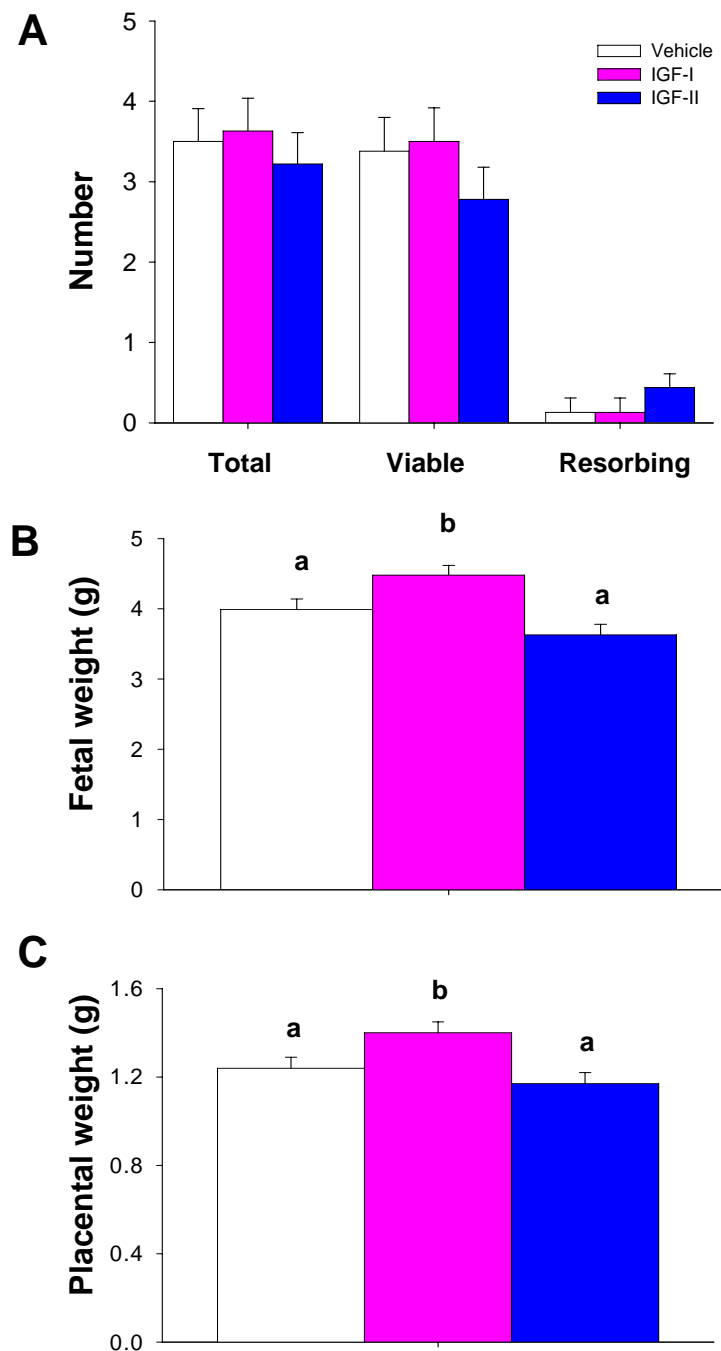 A
5
4
3
2
1
0
Number
Vehicle
IGF-I
IGF-II
Total Viable Resorbing
B
5
4
3
2
1
0
Fetal weight (g)
a b a
C
1.6
1.2
0.8
0.4
0.0
Placental weight (g)
a b a